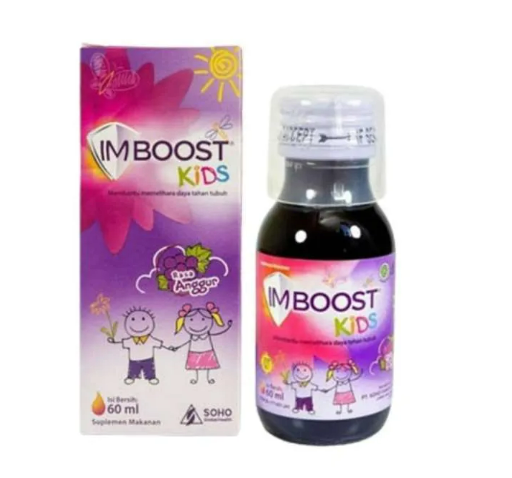 IMBOOST
KIDS
Membantu memelihara daya tahan tubuh
Rasa
Anggur
Isi Bersih:
60 ml
Suplemen Makanan
SOHO
ACCEPT
IMBOOST
KIDS
Membantu memelihara daya tahan tubuh
60 ml